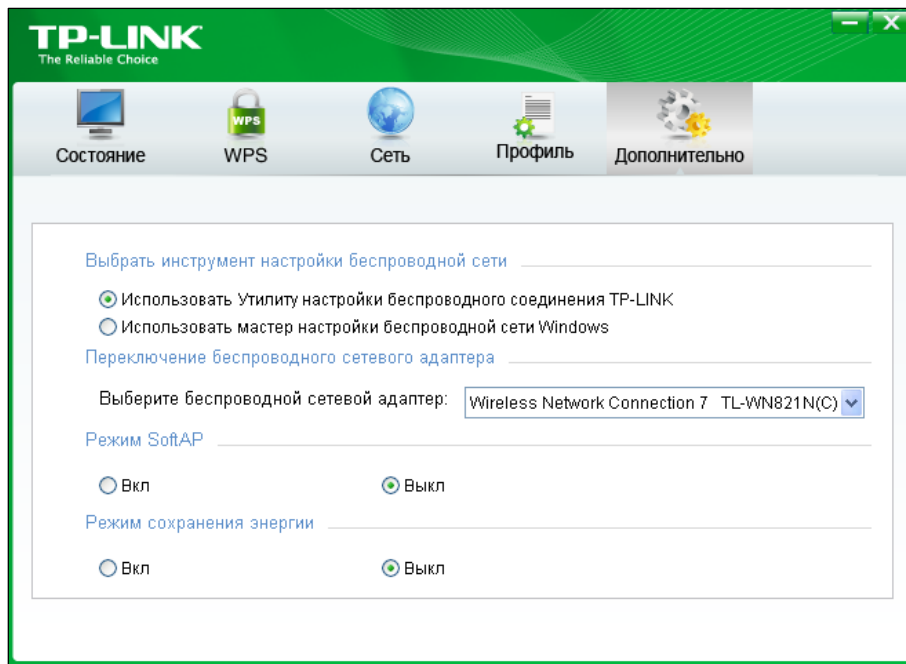 TP-LINK
The Reliable Choice
WPS
Состояние WPS Сеть Профиль Дополнительно
Выбрать инструмент настройки беспроводной сети
Использовать Утилиту настройки беспроводного соединения TP-LINK
Использовать мастер настройки беспроводной сети Windows
Переключение беспроводного сетевого адаптера
Выберите беспроводной сетевой адаптер: Wireless Network Connection 7 TL-WN821N(C)
Режим SoftAP
Вкл Выкл
Режим сохранения энергии
Вкл Выкл